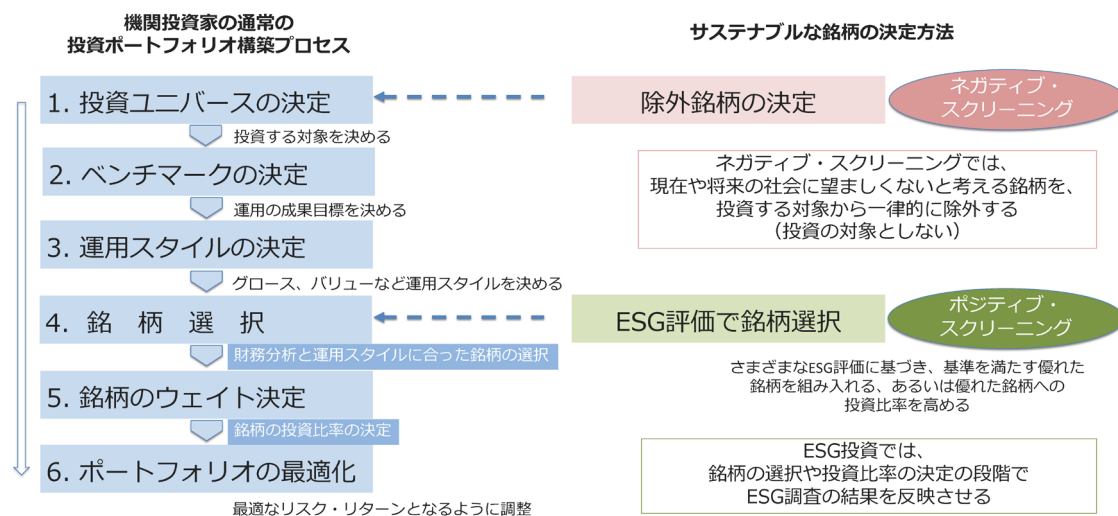 機関投資家の通常の
投資ポートフォリオ構築プロセス
1. 投資ユニバースの決定
投資する対象を決める
2. ベンチマークの決定
運用の成果目標を決める
3. 運用スタイルの決定
グロース、バリューなど運用スタイルを決める
4. 銘　柄　選　択
財務分析と運用スタイルに合った銘柄の選択
5. 銘柄のウェイト決定
銘柄の投資比率の決定
6. ポートフォリオの最適化
最適なリスク・リターンとなるように調整
サステナブルな銘柄の決定方法
除外銘柄の決定
ネガティブ・
スクリーニング
ネガティブ・スクリーニングでは、
現在や将来の社会に望ましくないと考える銘柄を、
投資する対象から一律的に除外する
（投資の対象としない）
ESG評価で銘柄選択
ポジティブ・
スクリーニング
さまざまなESG評価に基づき、基準を満たす優れた
銘柄を組み入れる、あるいは優れた銘柄への
投資比率を高める
ESG投資では、
銘柄の選択や投資比率の決定の段階で
ESG調査の結果を反映させる